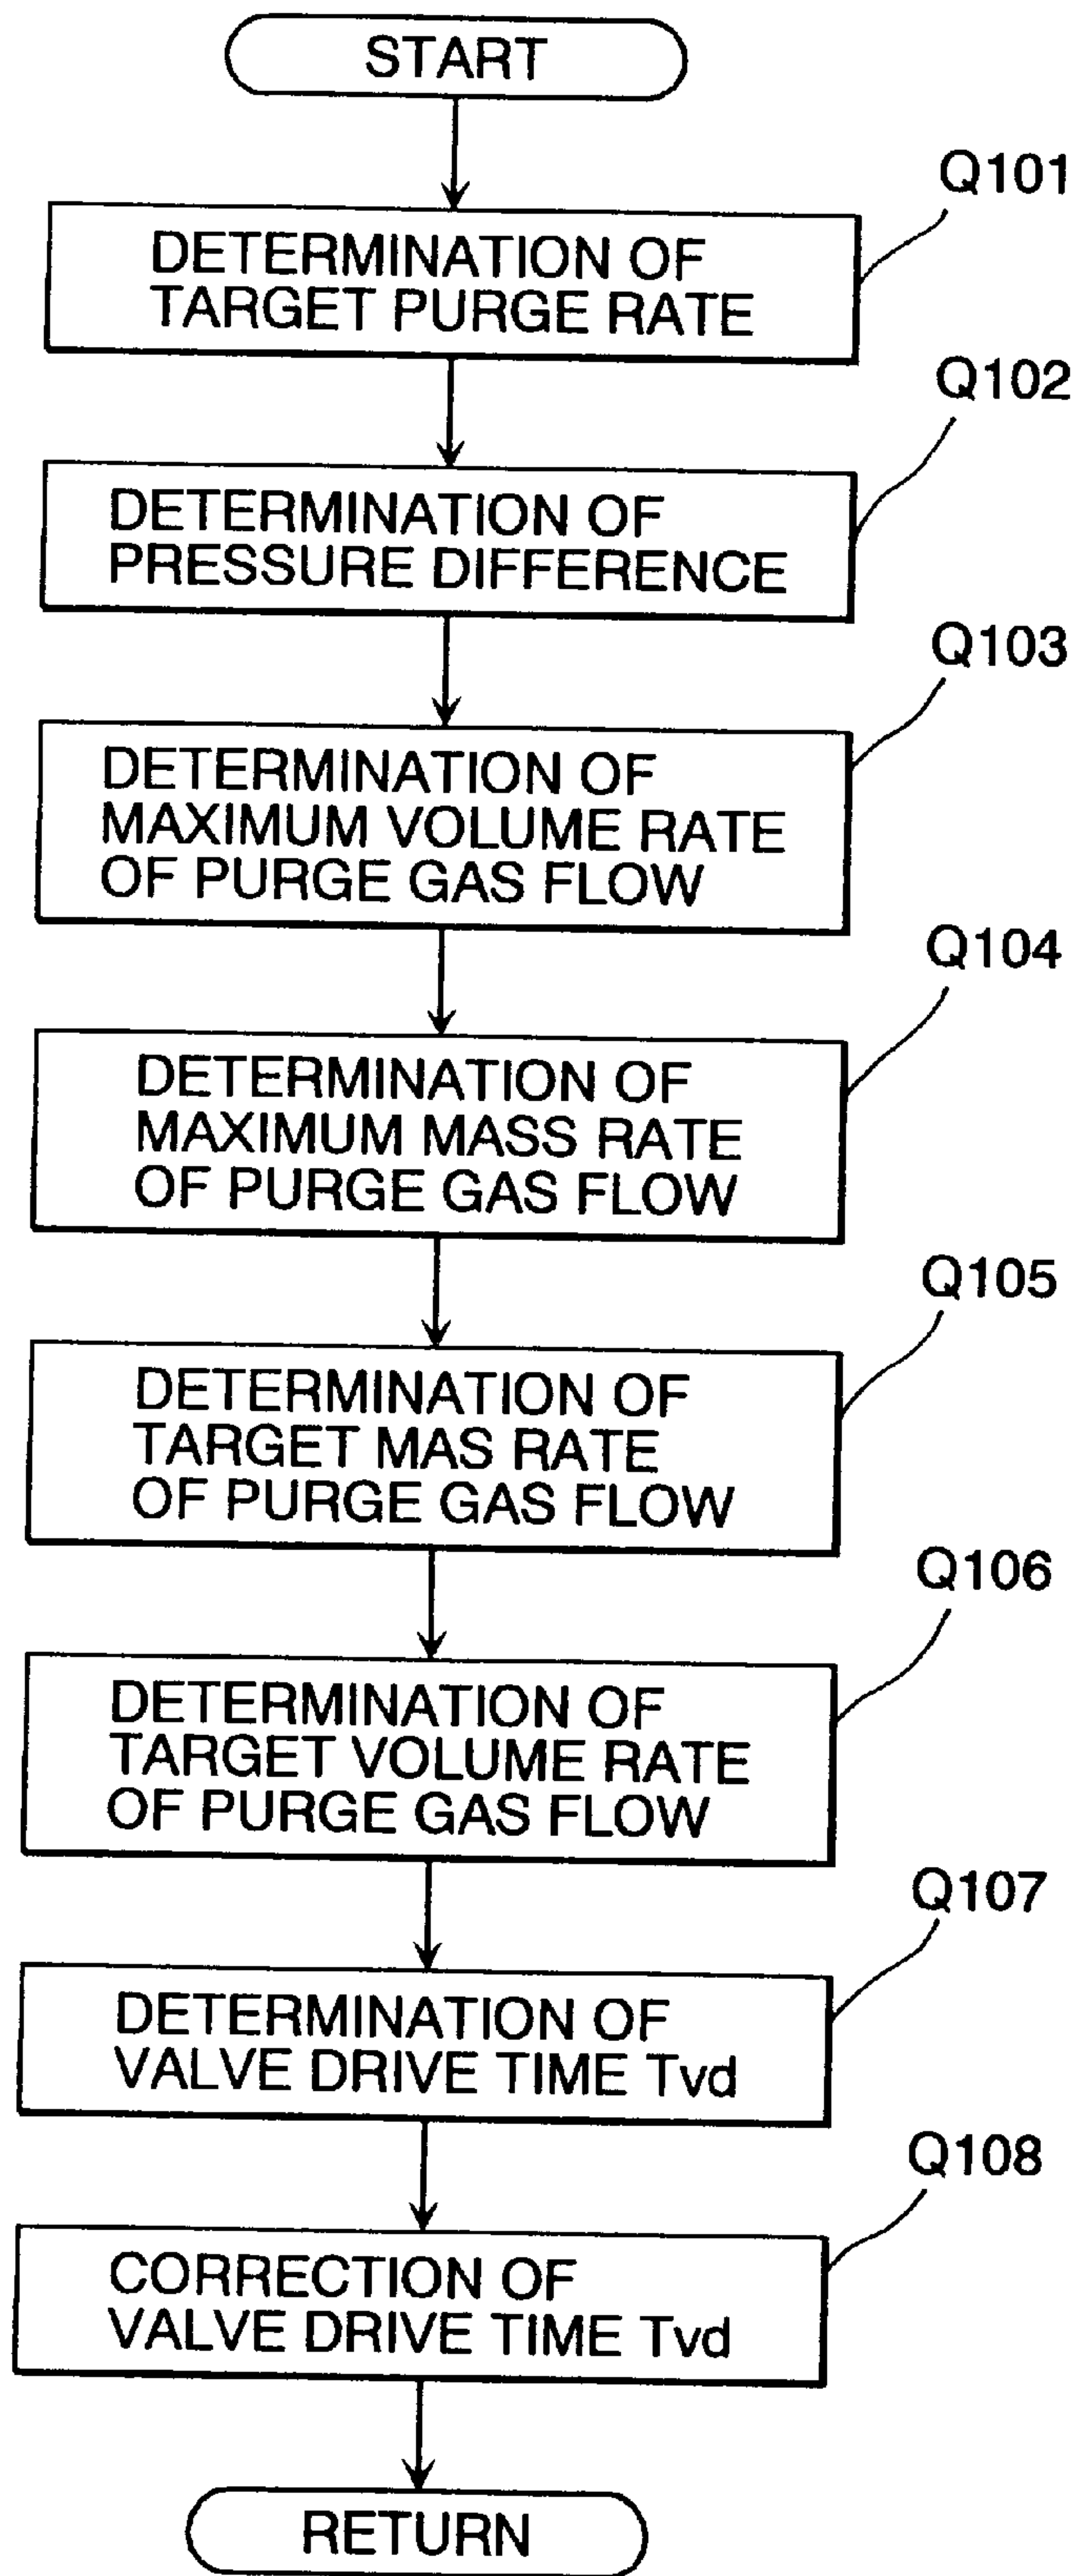 START
Q101
DETERMINATION OF
TARGET PURGE RATE
Q102
DETERMINATION OF
PRESSURE DIFFERENCE
Q103
DETERMINATION OF
MAXIMUM VOLUME RATE
OF PURGE GAS FLOW
Q104
DETERMINATION OF
MAXIMUM MASS RATE
OF PURGE GAS FLOW
Q105
DETERMINATION OF
TARGET MAS RATE
OF PURGE GAS FLOW
Q106
DETERMINATION OF
TARGET VOLUME RATE
OF PURGE GAS FLOW
Q107
DETERMINATION OF
VALVE DRIVE TIME Tvd
Q108
CORRECTION OF
VALVE DRIVE TIME Tvd
RETURN